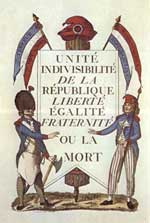 UNITÉ
INDIVISIBILITÉ
DE LA
RÉPUBLIQUE
LIBERTÉ
ÉGALITÉ
FRATERNITÉ
OU LA
MORT